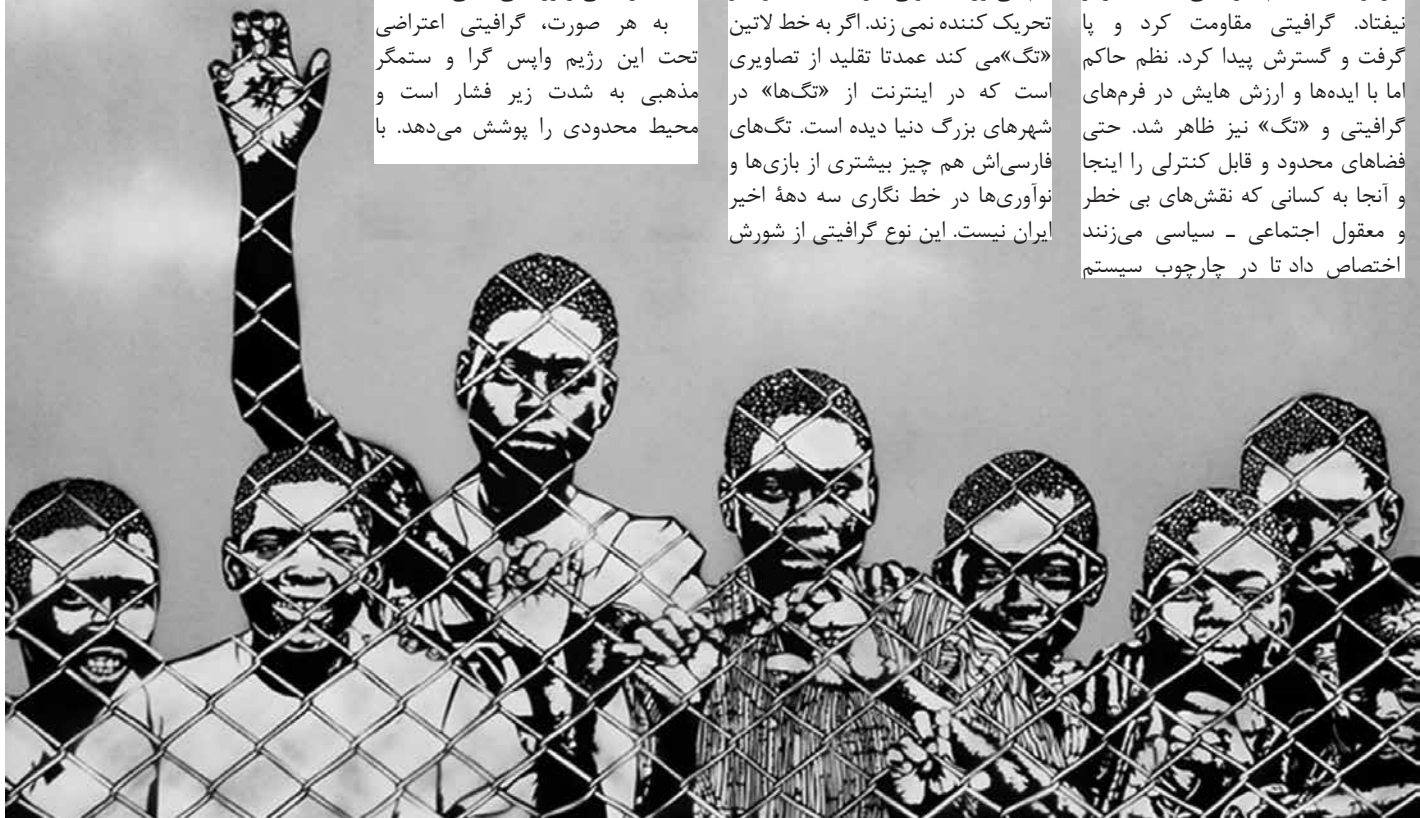 نیفتاد. گرافیتی مقاومت کرد و پا
گرفت و گسترش پیدا کرد. نظم حاکم
اما با ایده‌ها و ارزش هایش در فرم‌های
گرافیتی و «تگ» نیز ظاهر شد. حتی
فضاهای محدود و قابل کنترلی را اینجا
و آنجا به کسانی که نقش‌های بی خطر
و معقول اجتماعی ـ سیاسی می‌زنند
اختصاص داد تا در چارچوب سیستم
تحریک کننده نمی زند. اگر به خط لاتین
«تگ»می کند عمدتا تقلید از تصاویری
است که در اینترنت از «تگ‌ها» در
شهرهای بزرگ دنیا دیده است. تگ‌های
فارسی‌اش هم چیز بیشتری از بازی‌ها و
نوآوری‌ها در خط نگاری سه دههٔ اخیر
ایران نیست. این نوع گرافیتی از شورش
به هر صورت، گرافیتی اعتراضی
تحت این رژیم واپس گرا و ستمگر
مذهبی به شدت زیر فشار است و
محیط محدودی را پوشش می‌دهد. با